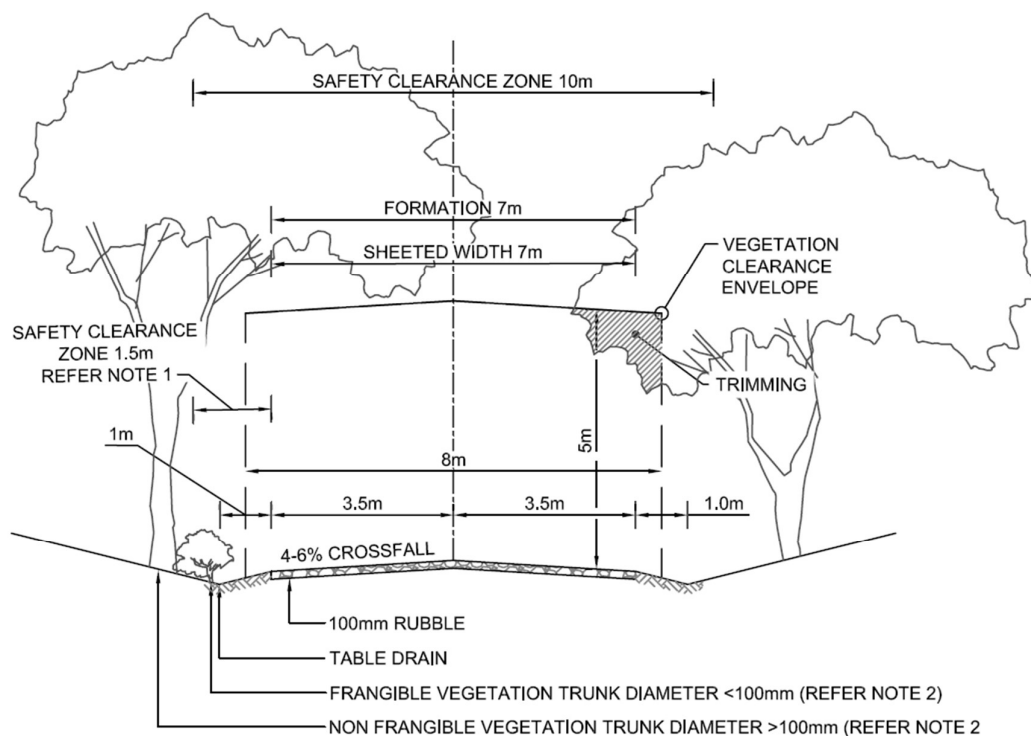 SAFETY CLEARANCE ZONE 10m
FORMATION 7m
SHEETED WIDTH 7m
VEGETATION
CLEARANCE
ENVELOPE
SAFETY CLEARANCE
ZONE 1.5m
REFER NOTE 1
TRIMMING
1m
5m
8m
3.5m
3.5m
1.0m
4-6% CROSSFALL
100mm RUBBLE
TABLE DRAIN
FRANGIBLE VEGETATION TRUNK DIAMETER <100mm (REFER NOTE 2)
NON FRANGIBLE VEGETATION TRUNK DIAMETER >100mm (REFER NOTE 2